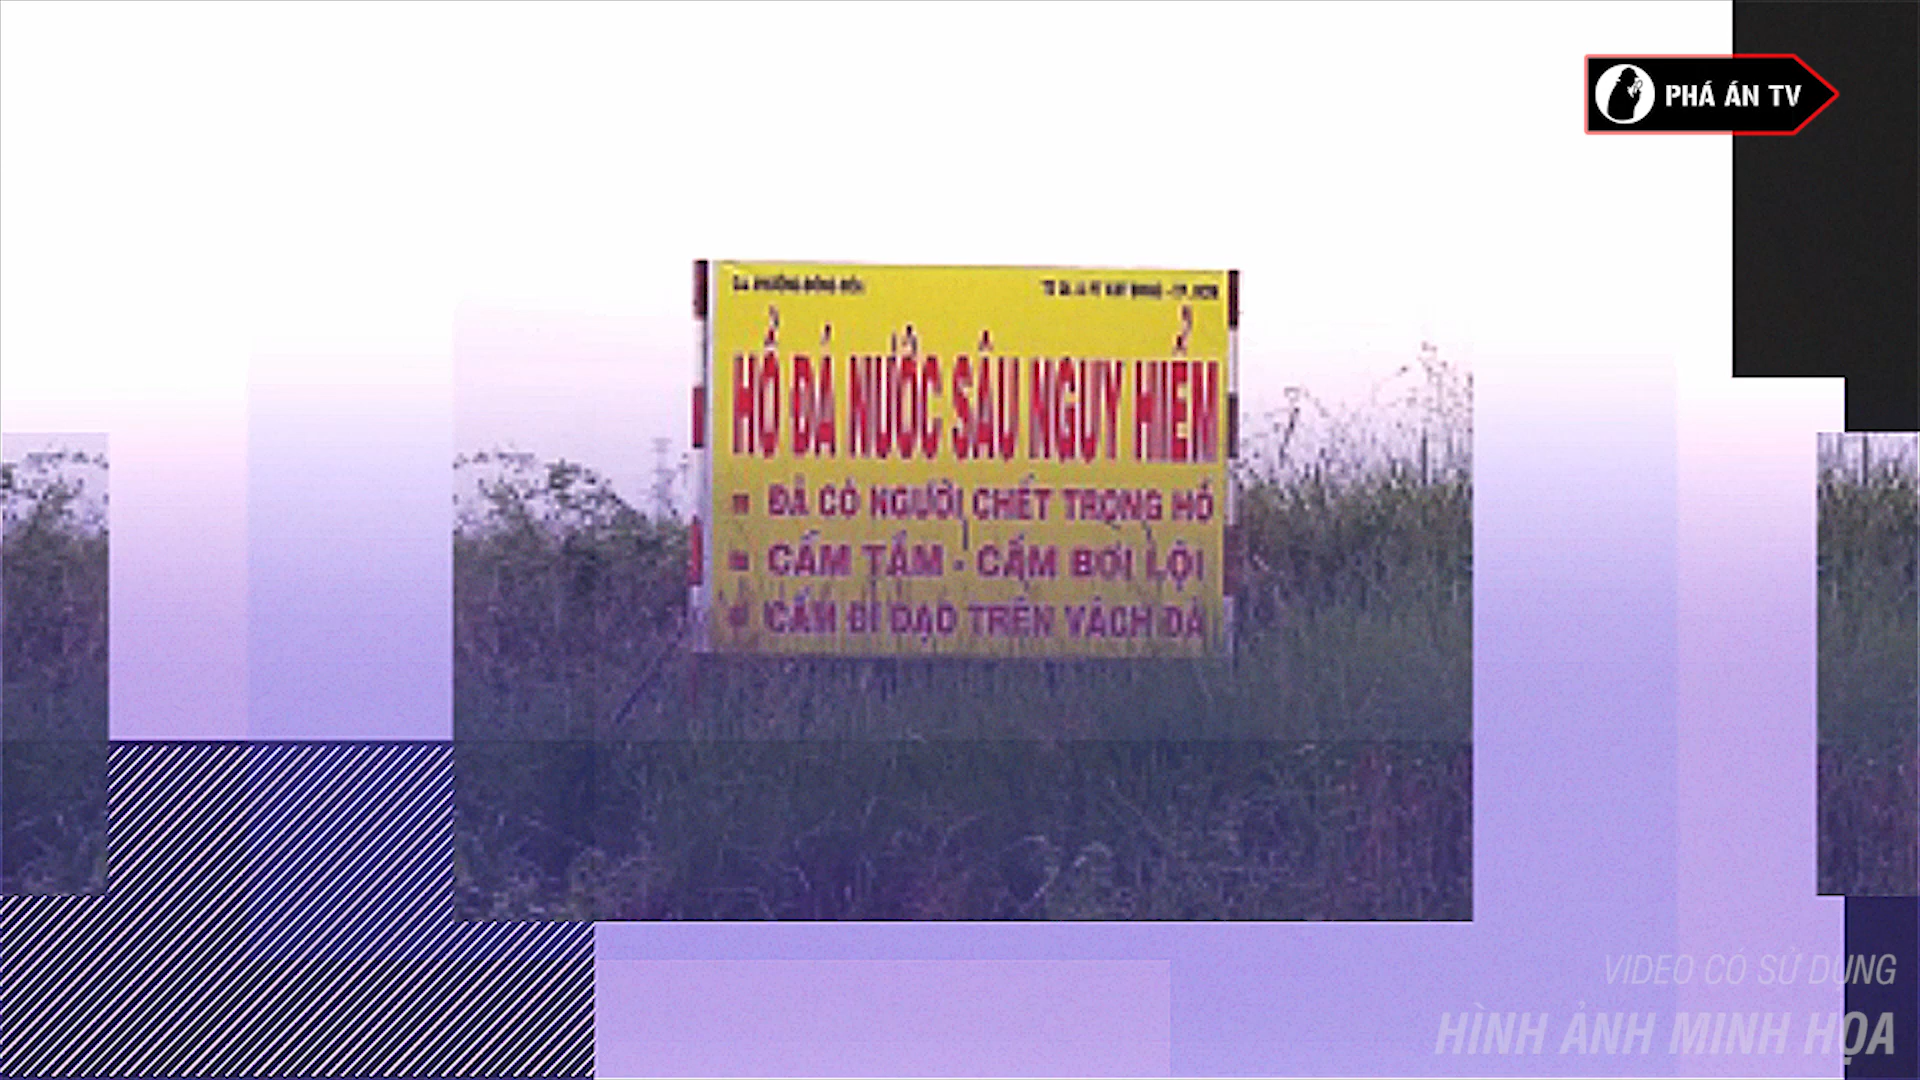 PHÁ ÁN TV
HỒ ĐÁ NƯỚC SÂU NGUY HIỂM
ĐÃ CÓ NGƯỜI CHẾT TRONG HỒ
CẤM TẮM - CẤM BƠI LỘI
CẤM ĐI DẠO TRÊN VÁCH ĐÁ
VIDEO CÓ SỬ DỤNG
HÌNH ẢNH MINH HỌA